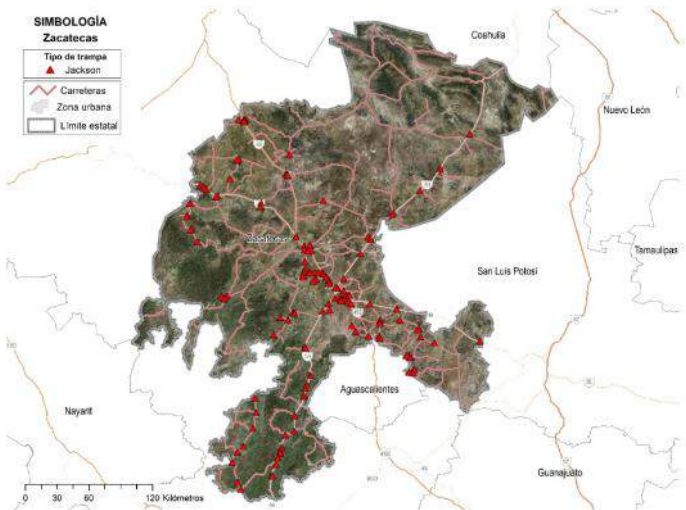 SIMBOLOGÍA
Zacatecas
Tipo de trampa
Jackson
Carreteras
Zona urbana
Límite estatal
Coahuila
Nuevo León
Tamaulipas
San Luis Potosí
Zacatecas
Aguascalientes
Nayarit
Guanajuato
0 30 60 120 Kilómetros